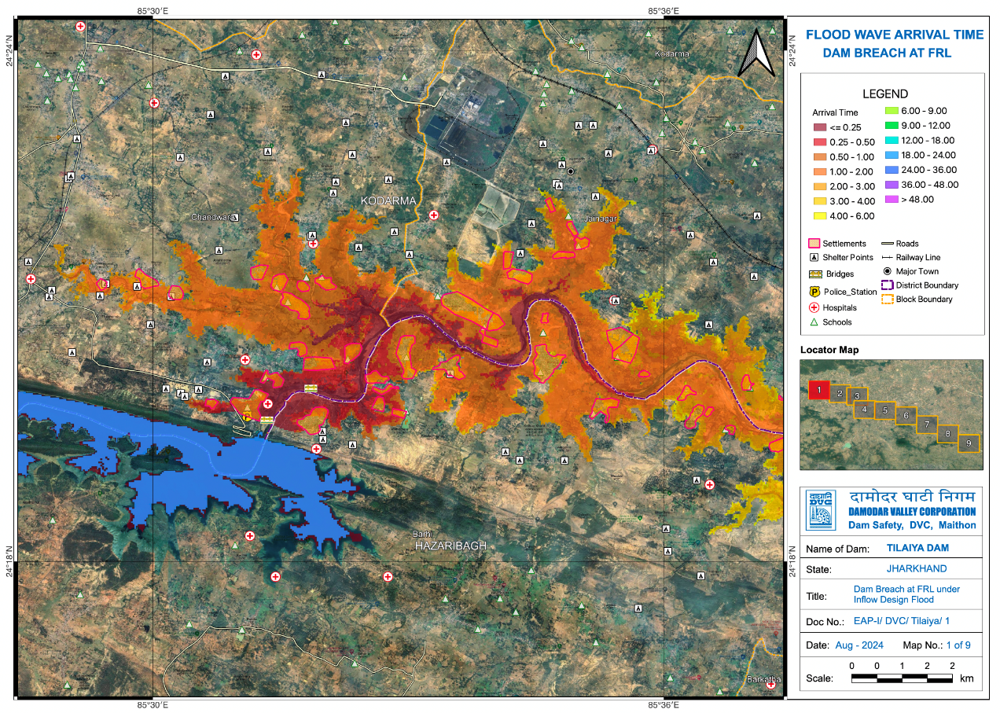 85°30′E
85°36′E
24°24′N
24°24′N
24°18′N
24°18′N
85°30′E
85°36′E
Kodarma
KODARMA
Chandwara
Jainagar
Barhi
HAZARIBAGH
Barkatha
FLOOD WAVE ARRIVAL TIME
DAM BREACH AT FRL
LEGEND
Arrival Time
<= 0.25
0.25 - 0.50
0.50 - 1.00
1.00 - 2.00
2.00 - 3.00
3.00 - 4.00
4.00 - 6.00
6.00 - 9.00
9.00 - 12.00
12.00 - 18.00
18.00 - 24.00
24.00 - 36.00
36.00 - 48.00
> 48.00
Settlements
Shelter Points
Bridges
P Police_Station
Hospitals
Schools
Roads
Railway Line
Major Town
District Boundary
Block Boundary
Locator Map
1
2
3
4
5
6
7
8
9
दामोदर घाटी निगम
DVC
DAMODAR VALLEY CORPORATION
Dam Safety, DVC, Maithon
Name of Dam: TILAIYA DAM
State: JHARKHAND
Title: Dam Breach at FRL under
Inflow Design Flood
Doc No.: EAP-I/ DVC/ Tilaiya/ 1
Date: Aug - 2024 Map No.: 1 of 9
Scale: 0 0 1 2 2 km